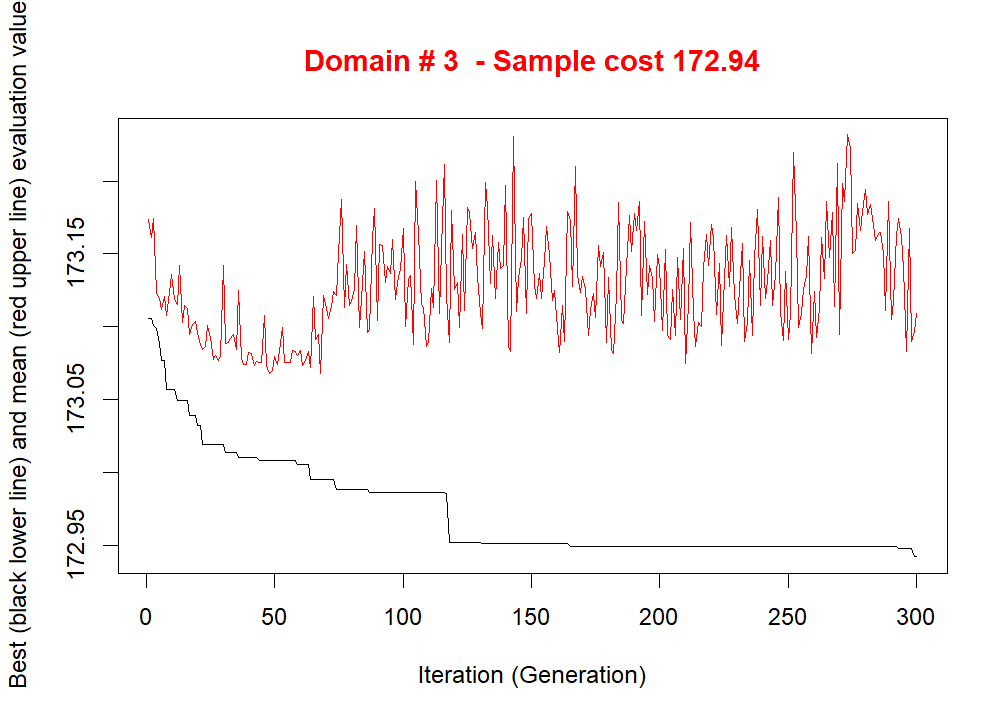 Domain # 3  - Sample cost 172.94
Best (black lower line) and mean (red upper line) evaluation value
173.15
173.05
172.95
0 50 100 150 200 250 300
Iteration (Generation)